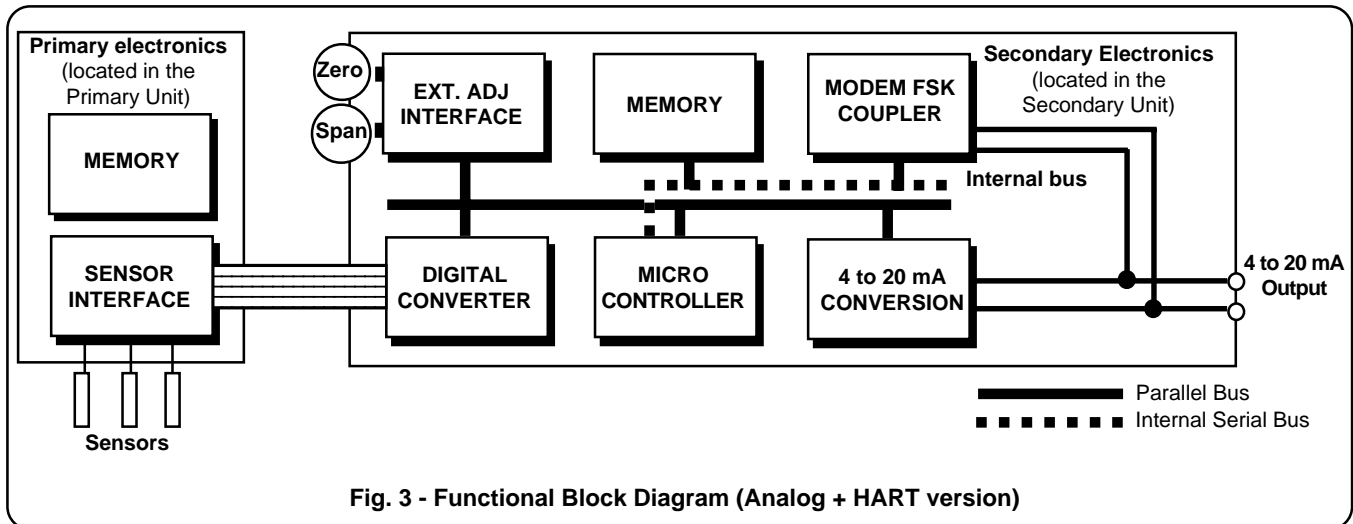 Primary electronics
(located in the
Primary Unit)
MEMORY
SENSOR
INTERFACE
Sensors
Zero
Span
EXT. ADJ
INTERFACE
MEMORY
MODEM FSK
COUPLER
Secondary Electronics
(located in the
Secondary Unit)
Internal bus
DIGITAL
CONVERTER
MICRO
CONTROLLER
4 to 20 mA
CONVERSION
4 to 20 mA
Output
Parallel Bus
Internal Serial Bus
Fig. 3 - Functional Block Diagram (Analog + HART version)